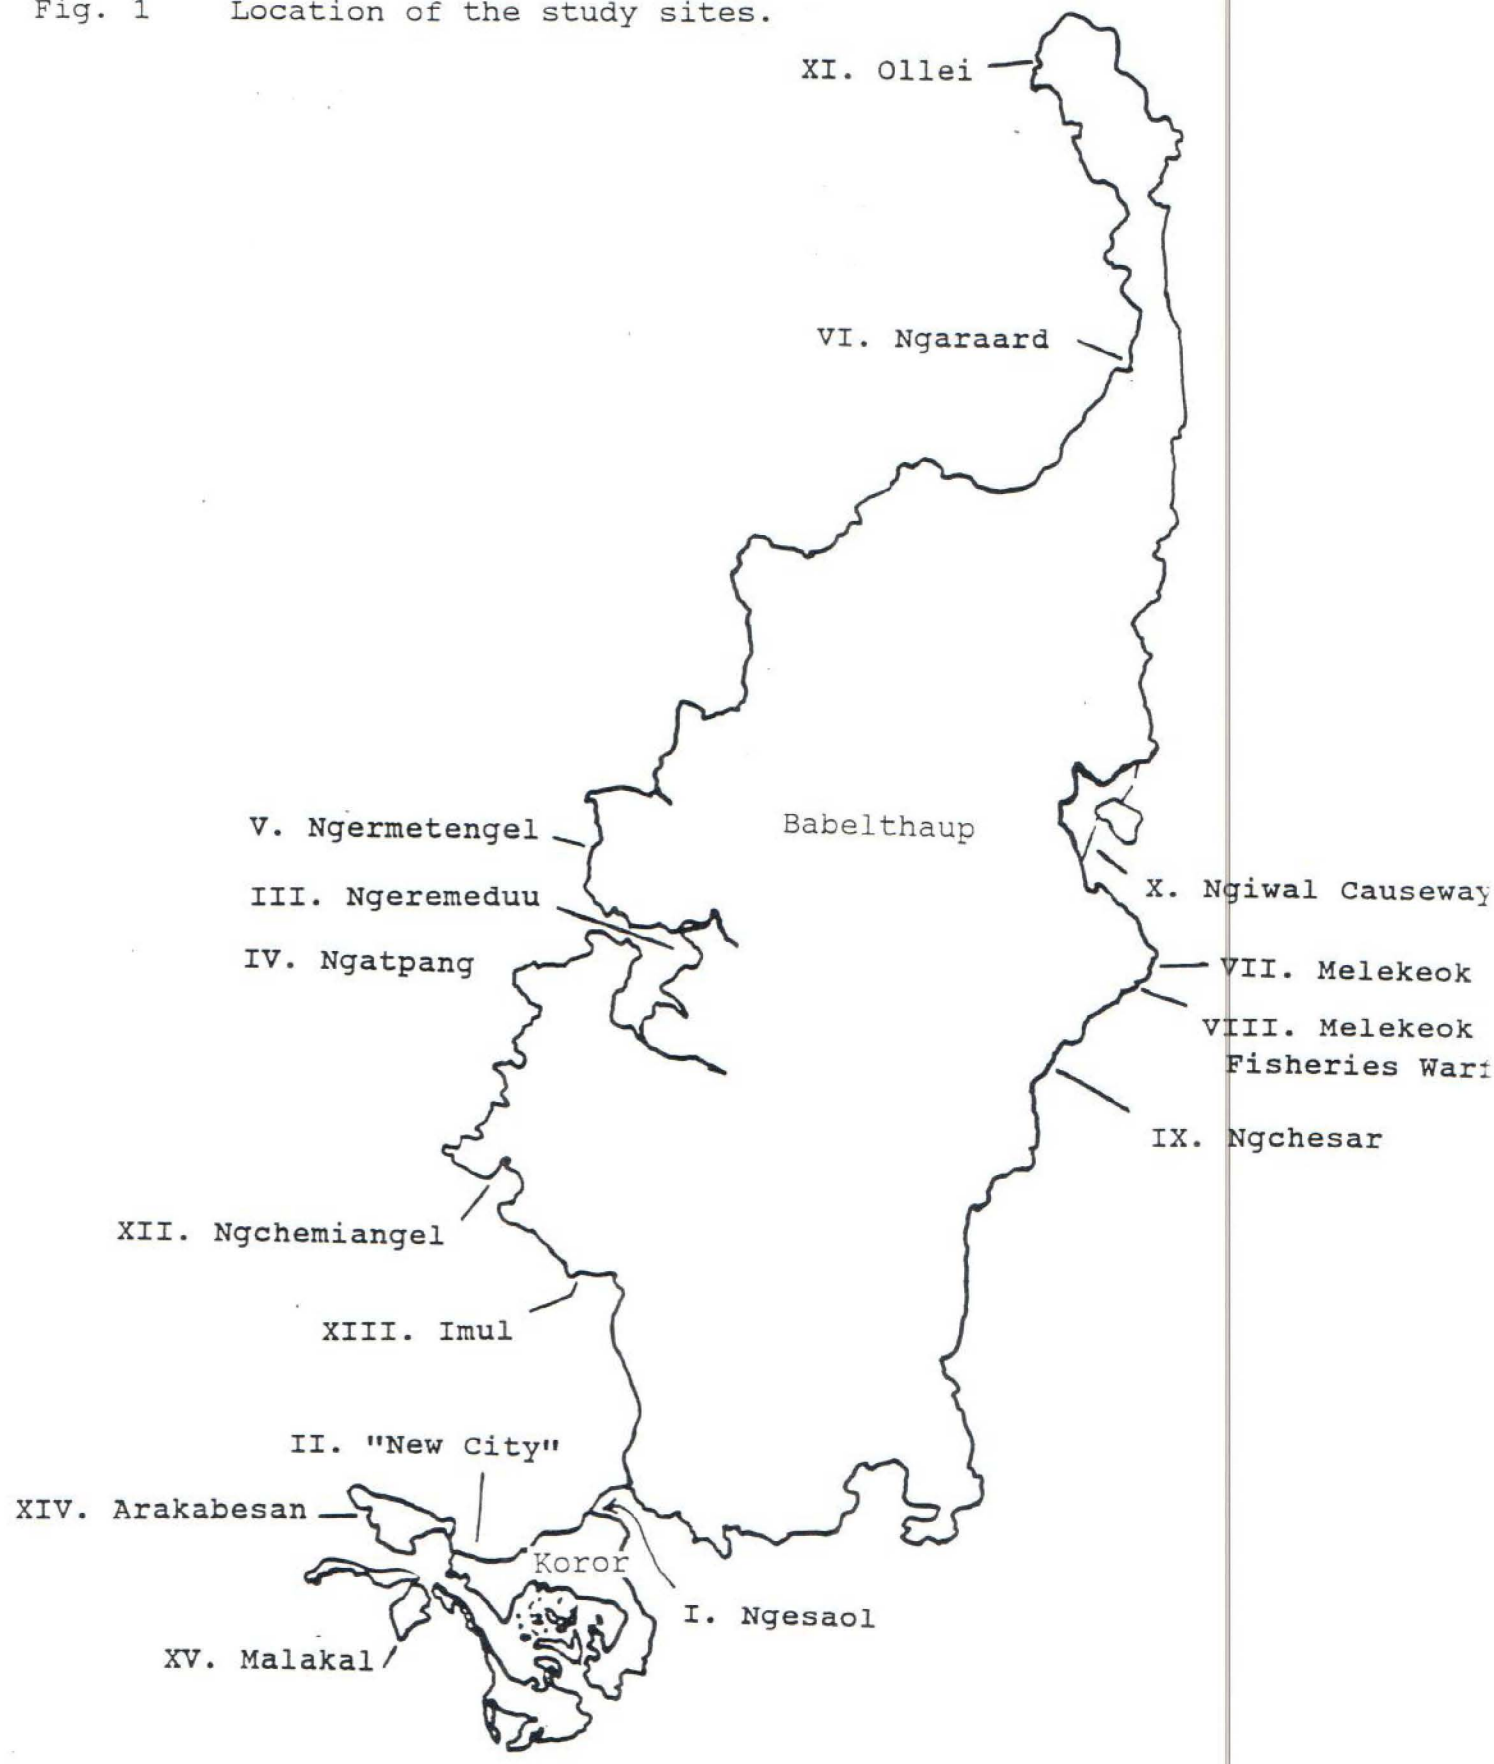 Fig. 1 Location of the study sites.
XI. Ollei
VI. Ngaraard
V. Ngermetengel
Babelthaup
III. Ngeremeduu
X. Ngiwal Causeway
IV. Ngatpang
VII. Melekeok
VIII. Melekeok
Fisheries
IX. Ngchesar
XII. Ngchemiangel
XIII. Imul
II. "New City"
XIV. Arakabesan
Koror
I. Ngesaol
XV. Malakal